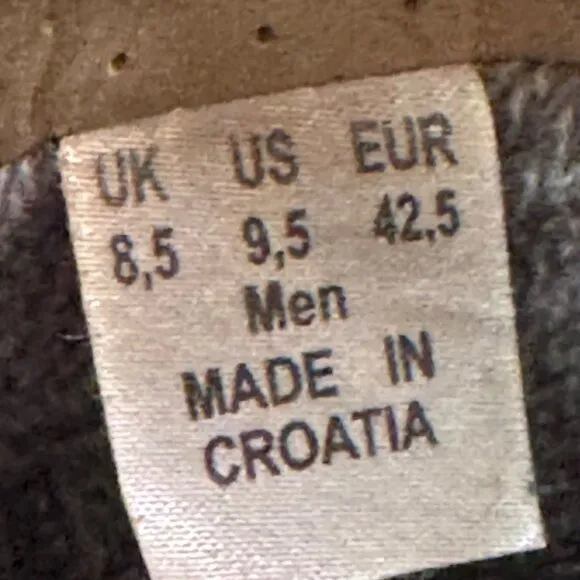 UK US EUR
8,5 9,5 42,5
Men
MADE IN
CROATIA